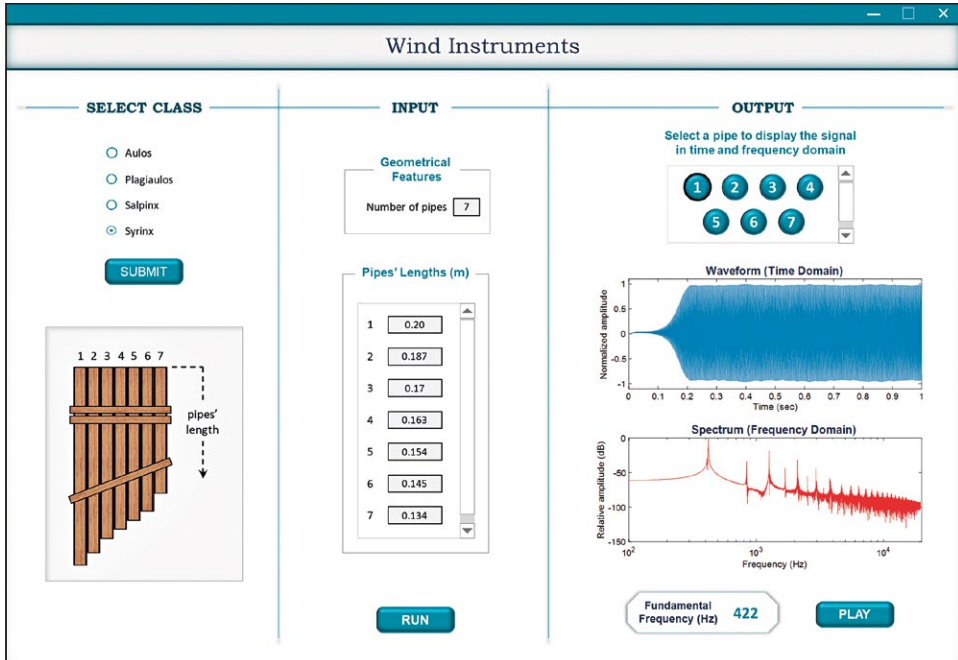 Wind Instruments
SELECT CLASS
Aulos
Plagiaulos
Salpinx
Syrinx
SUBMIT
1 2 3 4 5 6 7
pipes'
length
INPUT
Geometrical
Features
Number of pipes 7
Pipes' Lengths (m)
1 0.20
2 0.187
3 0.17
4 0.163
5 0.154
6 0.145
7 0.134
RUN
OUTPUT
Select a pipe to display the signal
in time and frequency domain
1 2 3 4
5 6 7
Waveform (Time Domain)
Normalized amplitude
1
0.5
0
-0.5
-1
0 0.1 0.2 0.3 0.4 0.5 0.6 0.7 0.8 0.9 1
Time (sec)
Spectrum (Frequency Domain)
Relative amplitude (dB)
0
-50
-100
-150
10² 10³ 10⁴
Frequency (Hz)
Fundamental
Frequency (Hz) 422
PLAY